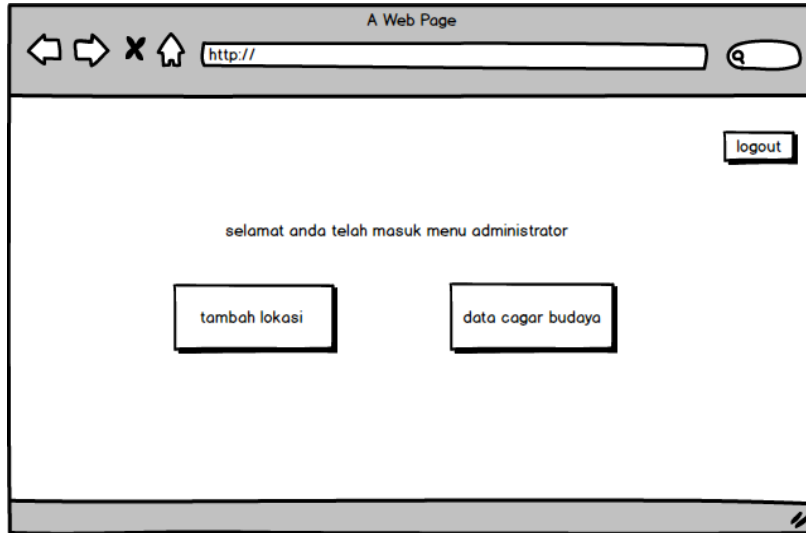 A Web Page
http://
logout
selamat anda telah masuk menu administrator
tambah lokasi
data cagar budaya